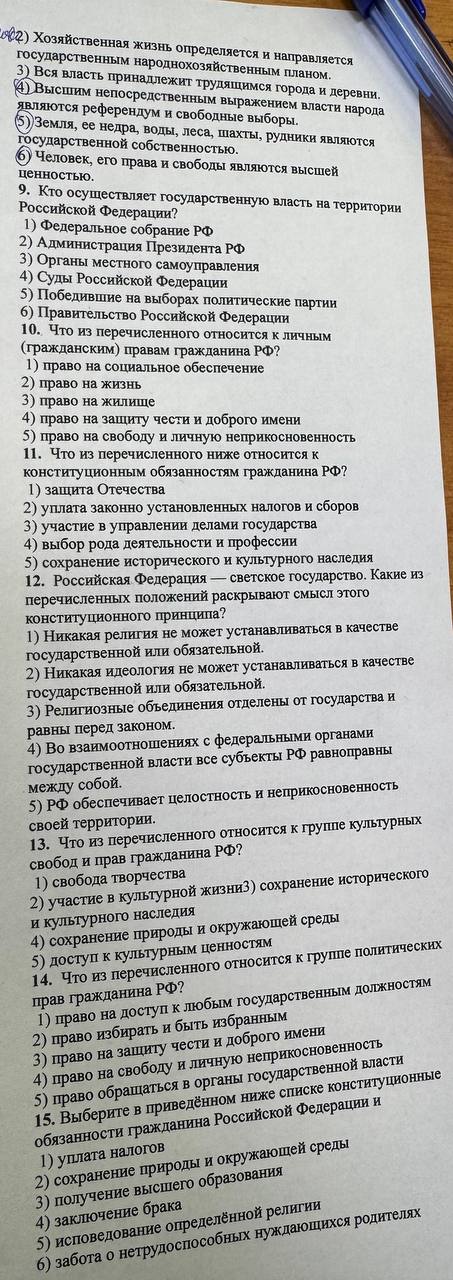 2) Хозяйственная жизнь определяется и направляется
государственным народнохозяйственным планом.
3) Вся власть принадлежит трудящимся города и деревни.
4) Высшим непосредственным выражением власти народа
являются референдум и свободные выборы.
5) Земля, ее недра, воды, леса, шахты, рудники являются
государственной собственностью.
6) Человек, его права и свободы являются высшей
ценностью.
9. Кто осуществляет государственную власть на территории
Российской Федерации?
1) Федеральное собрание РФ
2) Администрация Президента РФ
3) Органы местного самоуправления
4) Суды Российской Федерации
5) Победившие на выборах политические партии
6) Правительство Российской Федерации
10. Что из перечисленного относится к личным
(гражданским) правам гражданина РФ?
1) право на социальное обеспечение
2) право на жизнь
3) право на жилище
4) право на защиту чести и доброго имени
5) право на свободу и личную неприкосновенность
11. Что из перечисленного ниже относится к
конституционным обязанностям гражданина РФ?
1) защита Отечества
2) уплата законно установленных налогов и сборов
3) участие в управлении делами государства
4) выбор рода деятельности и профессии
5) сохранение исторического и культурного наследия
12. Российская Федерация — светское государство. Какие из
перечисленных положений раскрывают смысл этого
конституционного принципа?
1) Никакая религия не может устанавливаться в качестве
государственной или обязательной.
2) Никакая идеология не может устанавливаться в качестве
государственной или обязательной.
3) Религиозные объединения отделены от государства и
равны перед законом.
4) Во взаимоотношениях с федеральными органами
государственной власти все субъекты РФ равноправны
между собой.
5) РФ обеспечивает целостность и неприкосновенность
своей территории.
13. Что из перечисленного относится к группе культурных
свобод и прав гражданина РФ?
1) свобода творчества
2) участие в культурной жизни3) сохранение исторического
и культурного наследия
4) сохранение природы и окружающей среды
5) доступ к культурным ценностям
14. Что из перечисленного относится к группе политических
прав гражданина РФ?
1) право на доступ к любым государственным должностям
2) право избирать и быть избранным
3) право на защиту чести и доброго имени
4) право на свободу и личную неприкосновенность
5) право обращаться в органы государственной власти
15. Выберите в приведённом ниже списке конституционные
обязанности гражданина Российской Федерации и
1) уплата налогов
2) сохранение природы и окружающей среды
3) получение высшего образования
4) заключение брака
5) исповедование определённой религии
6) забота о нетрудоспособных нуждающихся родителях